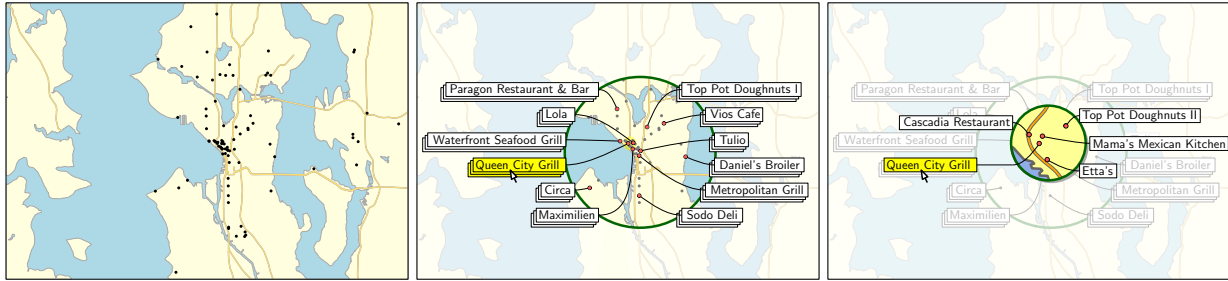 Paragon Restaurant & Bar
Top Pot Doughnuts I
Lola
Vios Cafe
Waterfront Seafood Grill
Tulio
Queen City Grill
Daniel's Broiler
Circa
Metropolitan Grill
Maximilien
Sodo Deli
Paragon Restaurant & Bar
Top Pot Doughnuts I
Lola
Cascadia Restaurant
Top Pot Doughnuts II
Waterfront Seafood Grill
Mama's Mexican Kitchen
Queen City Grill
Daniel's Broiler
Etta's
Circa
Metropolitan Grill
Maximilien
Sodo Deli